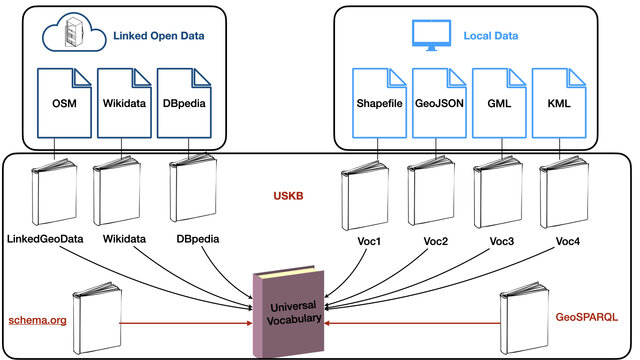 Linked Open Data
Local Data
OSM
Wikidata
DBpedia
Shapefile
GeoJSON
GML
KML
USKB
LinkedGeoData
Wikidata
DBpedia
Voc1
Voc2
Voc3
Voc4
Universal
Vocabulary
schema.org
GeoSPARQL